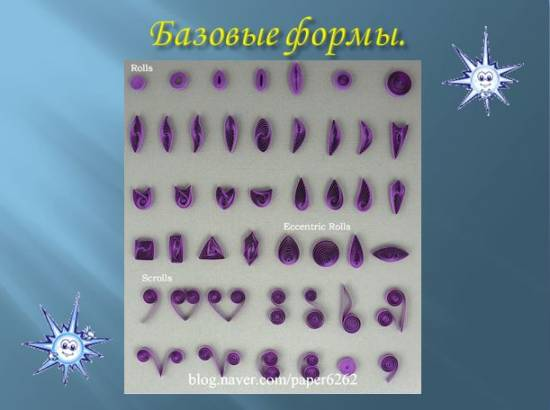 Базовые формы.
Rolls
Eccentric Rolls
Scrolls
blog.naver.com/paper6262